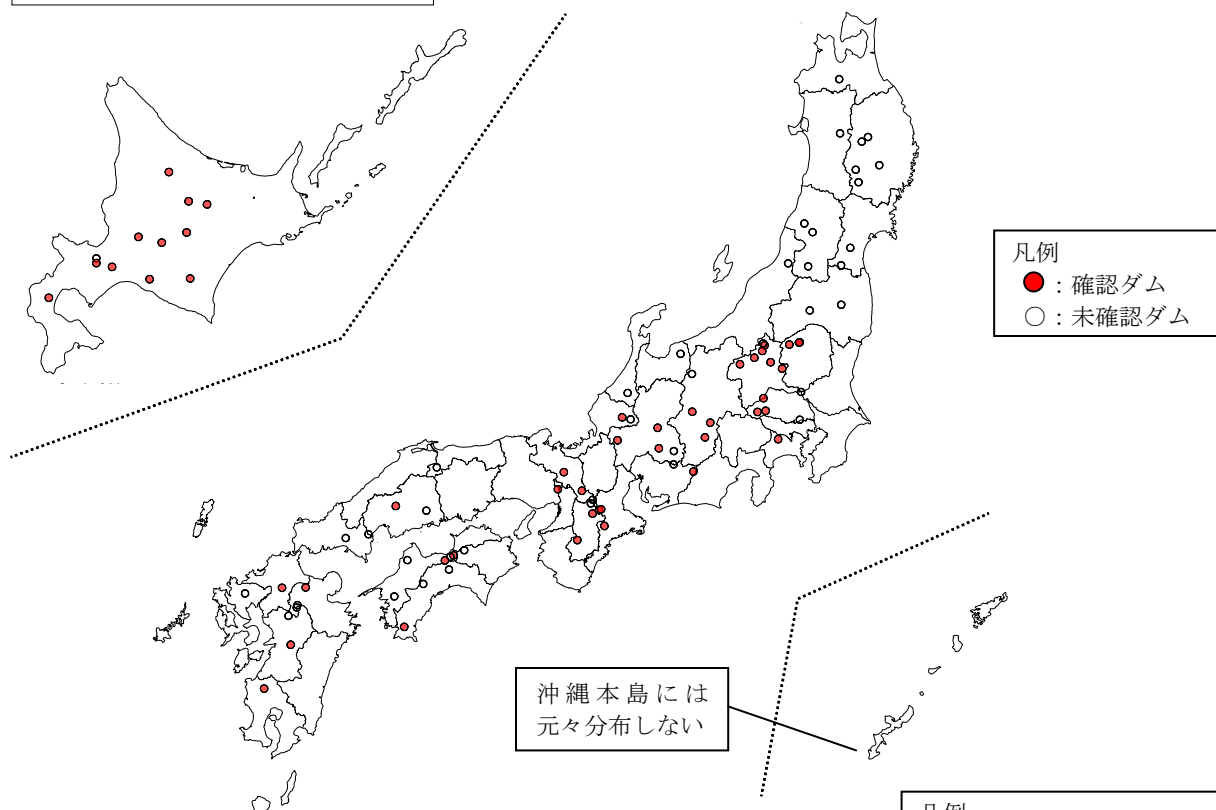 凡例
●：確認ダム
○：未確認ダム
沖縄本島には
元々分布しない
凡例